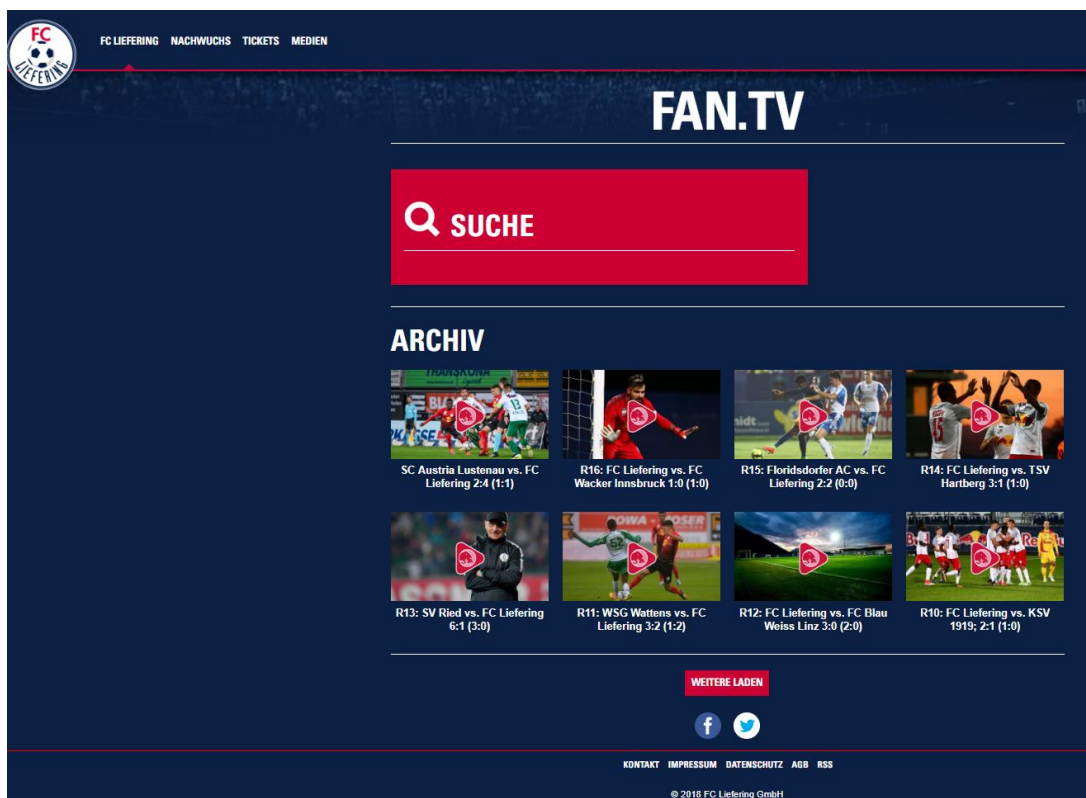 FC
LIEFERING
FC LIEFERING NACHWUCHS TICKETS MEDIEN
FAN.TV
SUCHE
ARCHIV
TRANSKONA
13
SC Austria Lustenau vs. FC
Liefering 2:4 (1:1)
R16: FC Liefering vs. FC
Wacker Innsbruck 1:0 (1:0)
R15: Floridsdorfer AC vs. FC
Liefering 2:2 (0:0)
R14: FC Liefering vs. TSV
Hartberg 3:1 (1:0)
R13: SV Ried vs. FC Liefering
6:1 (3:0)
R11: WSG Wattens vs. FC
Liefering 3:2 (1:2)
R12: FC Liefering vs. FC Blau
Weiss Linz 3:0 (2:0)
R10: FC Liefering vs. KSV
1919; 2:1 (1:0)
WEITERE LADEN
KONTAKT IMPRESSUM DATENSCHUTZ AGB RSS
© 2018 FC Liefering GmbH